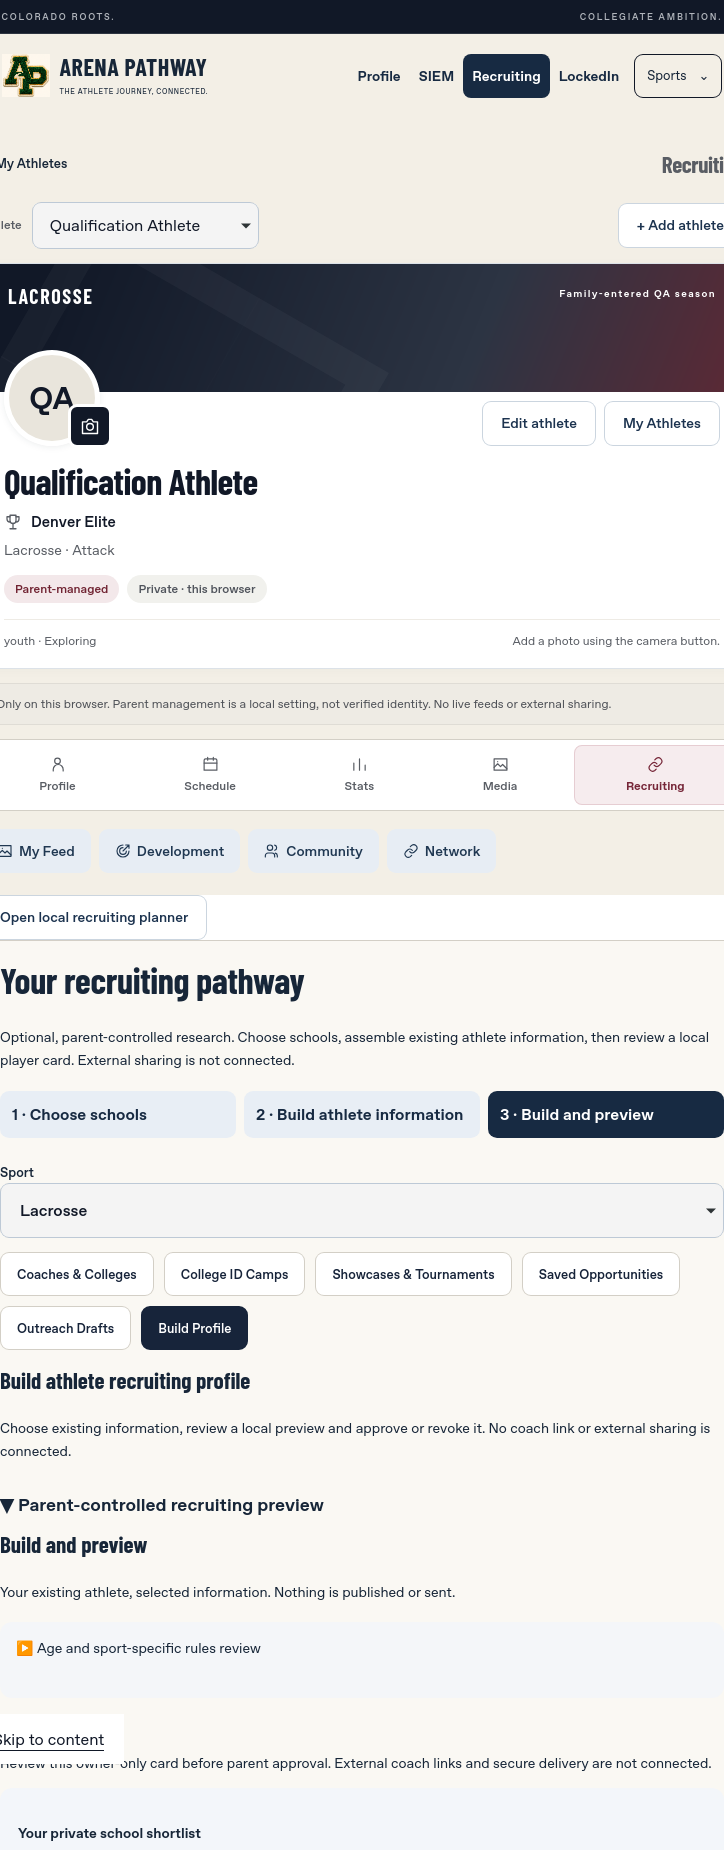 COLORADO ROOTS.
COLLEGIATE AMBITION.
AP
ARENA PATHWAY
THE ATHLETE JOURNEY, CONNECTED.
Profile
SIEM
Recruiting
LockedIn
Sports
My Athletes
Recruiti
lete
Qualification Athlete
+ Add athlete
LACROSSE
Family-entered QA season
QA
Edit athlete
My Athletes
Qualification Athlete
Denver Elite
Lacrosse · Attack
Parent-managed
Private · this browser
youth · Exploring
Add a photo using the camera button.
Only on this browser. Parent management is a local setting, not verified identity. No live feeds or external sharing.
Profile
Schedule
Stats
Media
Recruiting
My Feed
Development
Community
Network
Open local recruiting planner
Your recruiting pathway
Optional, parent-controlled research. Choose schools, assemble existing athlete information, then review a local
player card. External sharing is not connected.
1 · Choose schools
2 · Build athlete information
3 · Build and preview
Sport
Lacrosse
Coaches & Colleges
College ID Camps
Showcases & Tournaments
Saved Opportunities
Outreach Drafts
Build Profile
Build athlete recruiting profile
Choose existing information, review a local preview and approve or revoke it. No coach link or external sharing is
connected.
▼ Parent-controlled recruiting preview
Build and preview
Your existing athlete, selected information. Nothing is published or sent.
▶ Age and sport-specific rules review
Skip to content
Review this owner-only card before parent approval. External coach links and secure delivery are not connected.
Your private school shortlist